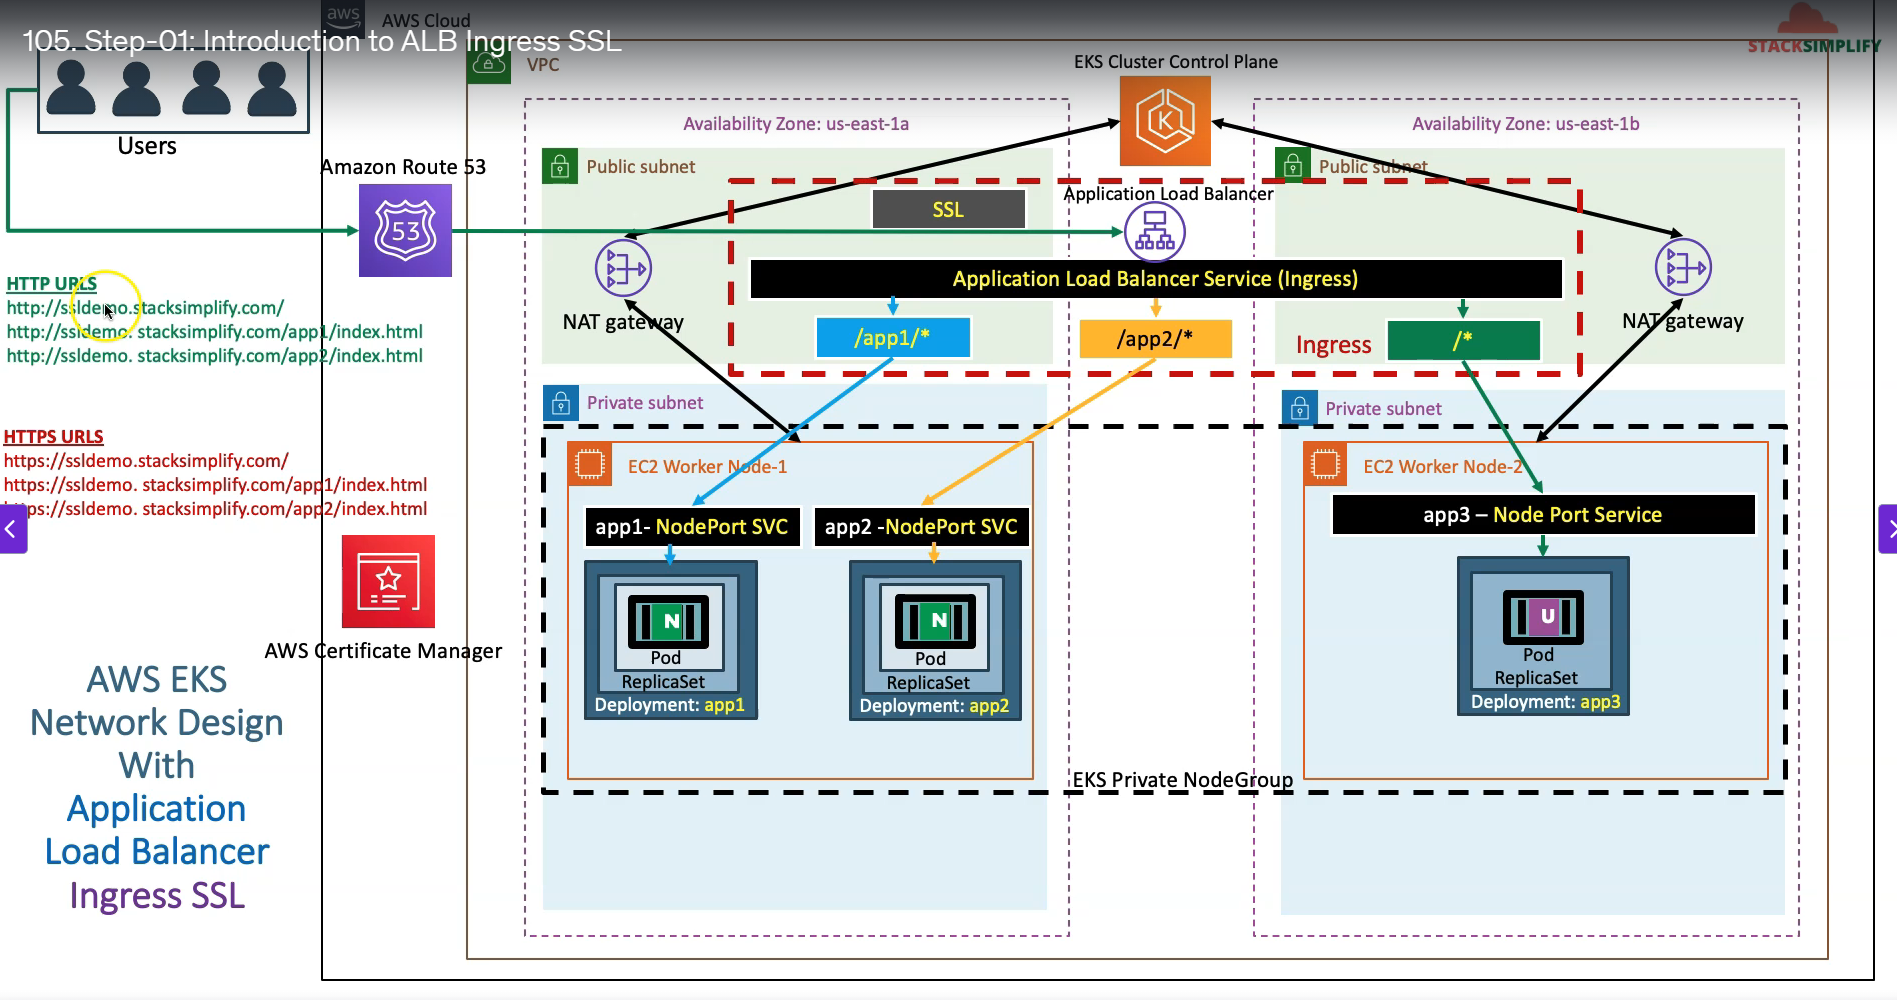 aws
AWS Cloud
105. Step-01: Introduction to ALB Ingress SSL
STACKSIMPLIFY
VPC
EKS Cluster Control Plane
Availability Zone: us-east-1a
Availability Zone: us-east-1b
Users
Amazon Route 53
53
Public subnet
Public subnet
SSL
Application Load Balancer
K
Application Load Balancer Service (Ingress)
NAT gateway
NAT gateway
/app1/*
/app2/*
Ingress
/*
HTTP URLS
http://ssldemo.stacksimplify.com/
http://ssldemo. stacksimplify.com/app1/index.html
http://ssldemo. stacksimplify.com/app2/index.html
HTTPS URLS
https://ssldemo.stacksimplify.com/
https://ssldemo. stacksimplify.com/app1/index.html
ps://ssldemo. stacksimplify.com/app2/index.html
Private subnet
Private subnet
EC2 Worker Node-1
EC2 Worker Node-2
app1- NodePort SVC
app2 -NodePort SVC
app3 – Node Port Service
N
Pod
ReplicaSet
Deployment: app1
N
Pod
ReplicaSet
Deployment: app2
U
Pod
ReplicaSet
Deployment: app3
EKS Private NodeGroup
AWS Certificate Manager
AWS EKS
Network Design
With
Application
Load Balancer
Ingress SSL